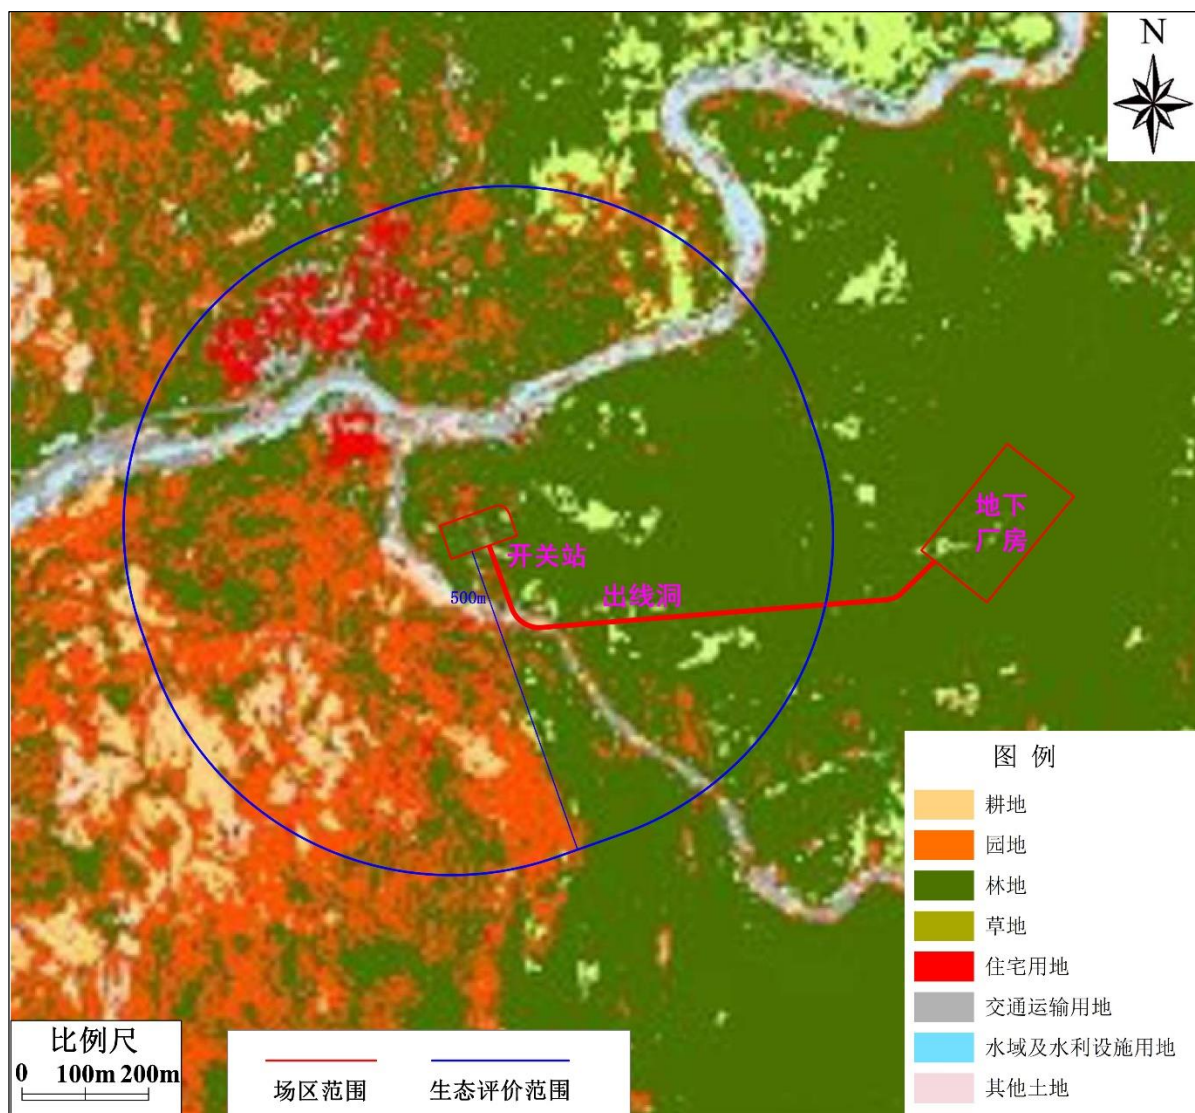 N
地下
厂房
开关站
出线洞
500m
图 例
耕地
园地
林地
草地
住宅用地
交通运输用地
水域及水利设施用地
其他土地
比例尺
0 100m 200m
场区范围 生态评价范围